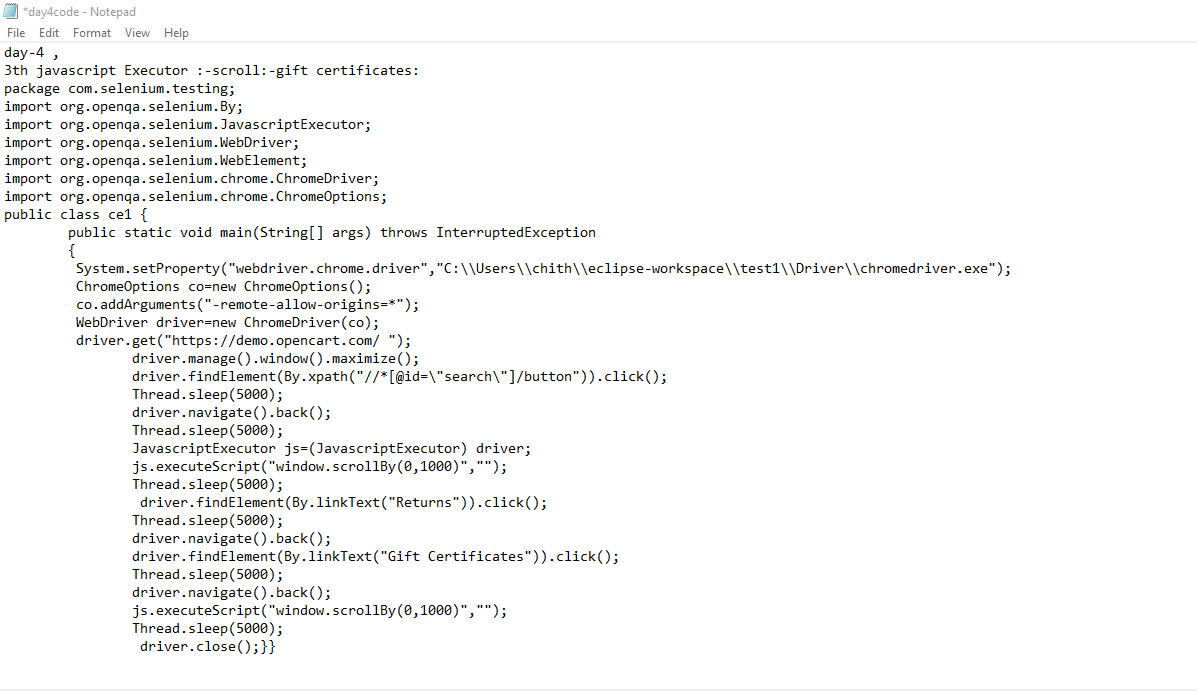 *day4code - Notepad
File Edit Format View Help
day-4 ,
3th javascript Executor :-scroll:-gift certificates:
package com.selenium.testing;
import org.openqa.selenium.By;
import org.openqa.selenium.JavascriptExecutor;
import org.openqa.selenium.WebDriver;
import org.openqa.selenium.WebElement;
import org.openqa.selenium.chrome.ChromeDriver;
import org.openqa.selenium.chrome.ChromeOptions;
public class ce1 {
        public static void main(String[] args) throws InterruptedException
        {
         System.setProperty("webdriver.chrome.driver","C:\\Users\\chith\\eclipse-workspace\\test1\\Driver\\chromedriver.exe");
         ChromeOptions co=new ChromeOptions();
         co.addArguments("-remote-allow-origins=*");
         WebDriver driver=new ChromeDriver(co);
         driver.get("https://demo.opencart.com/ ");
                driver.manage().window().maximize();
                driver.findElement(By.xpath("//*[@id=\"search\"]/button")).click();
                Thread.sleep(5000);
                driver.navigate().back();
                Thread.sleep(5000);
                JavascriptExecutor js=(JavascriptExecutor) driver;
                js.executeScript("window.scrollBy(0,1000)","");
                Thread.sleep(5000);
                 driver.findElement(By.linkText("Returns")).click();
                Thread.sleep(5000);
                driver.navigate().back();
                driver.findElement(By.linkText("Gift Certificates")).click();
                Thread.sleep(5000);
                driver.navigate().back();
                js.executeScript("window.scrollBy(0,1000)","");
                Thread.sleep(5000);
                 driver.close();}}